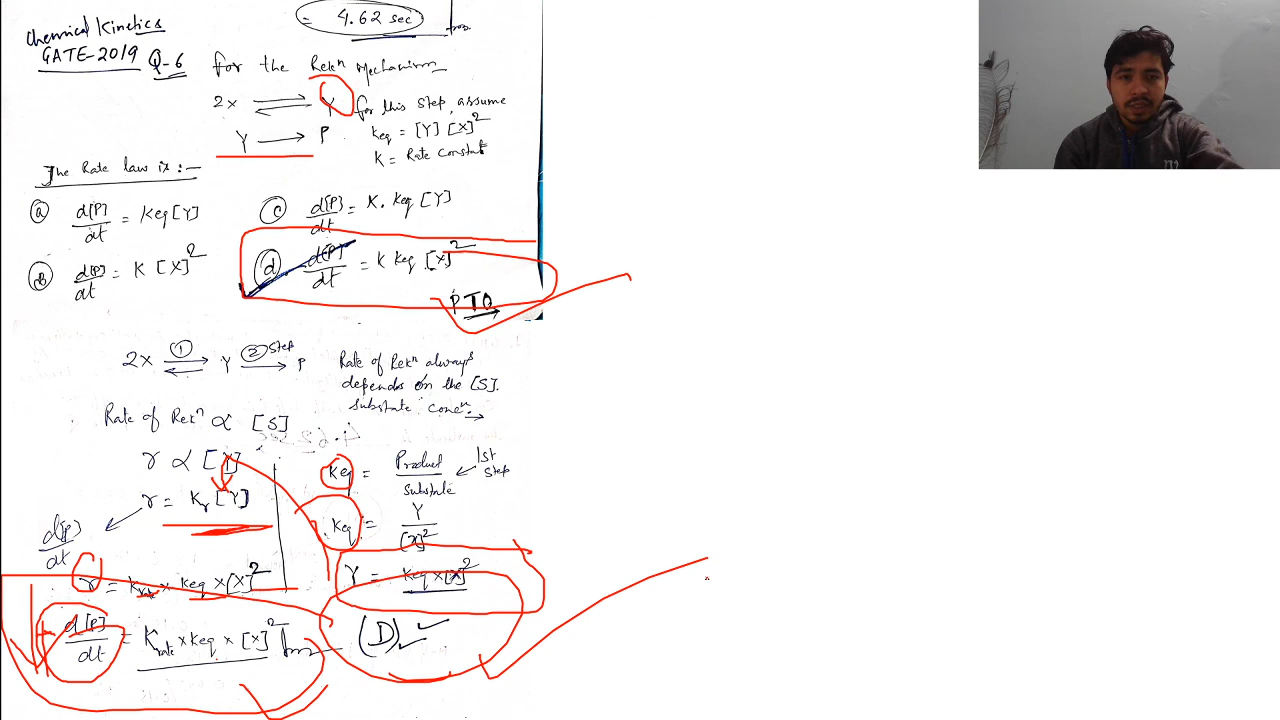 = 4.62 sec
Chemical Kinetics
GATE-2019 Q-6
for the Rekⁿ Mechanism
2x ⇌ Y for this step, assume
Y → P
Keq = [Y] [X]²
K = Rate constant
The Rate law is :-
(a) d[P]/dt = Keq [Y]
(b) d[P]/dt = K [X]²
(c) d[P]/dt = K. Keq [Y]
(d) d[P]/dt = K Keq [X]²
PTO →
2X ⇌ (1) Y → (2) Step P
Rate of Rekⁿ always
depends on the [S].
substrate concⁿ. →
Rate of Rekⁿ ∝ [S]
r ∝ [Y]
r = Kr [Y]
d[P]/dt
r = Krate × Keq × [X]²
d[P]/dt = Krate × Keq × [X]²
Keq = Product/substrate ← 1st Step
Keq = Y/[X]²
Y = Keq × [X]²
(D) ✓✓